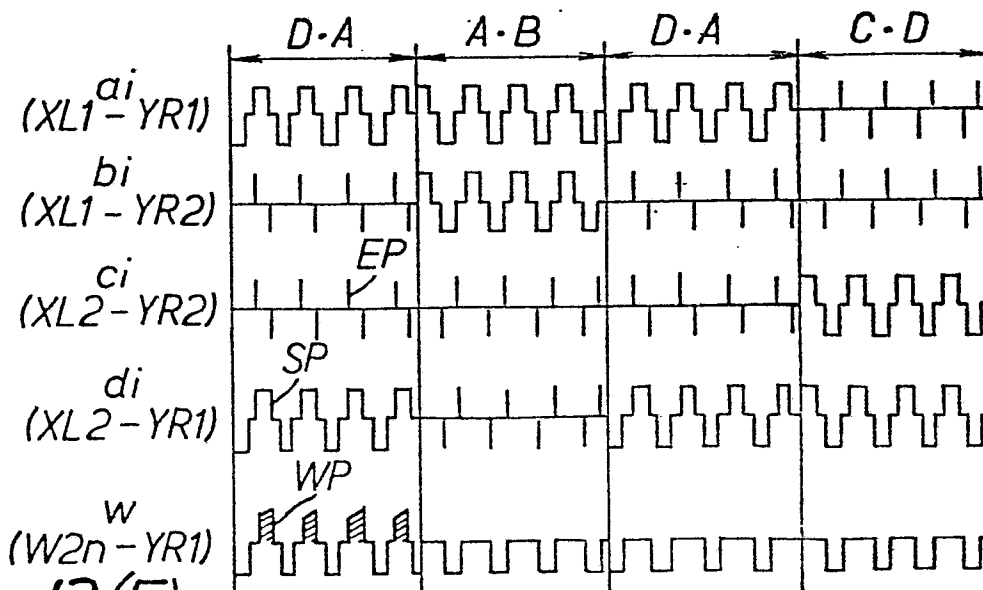 D·A A·B D·A C·D
ai
(XL1-YR1)
bi
(XL1-YR2)
EP
ci
(XL2-YR2)
SP
di
(XL2-YR1)
WP
w
(W2n-YR1)